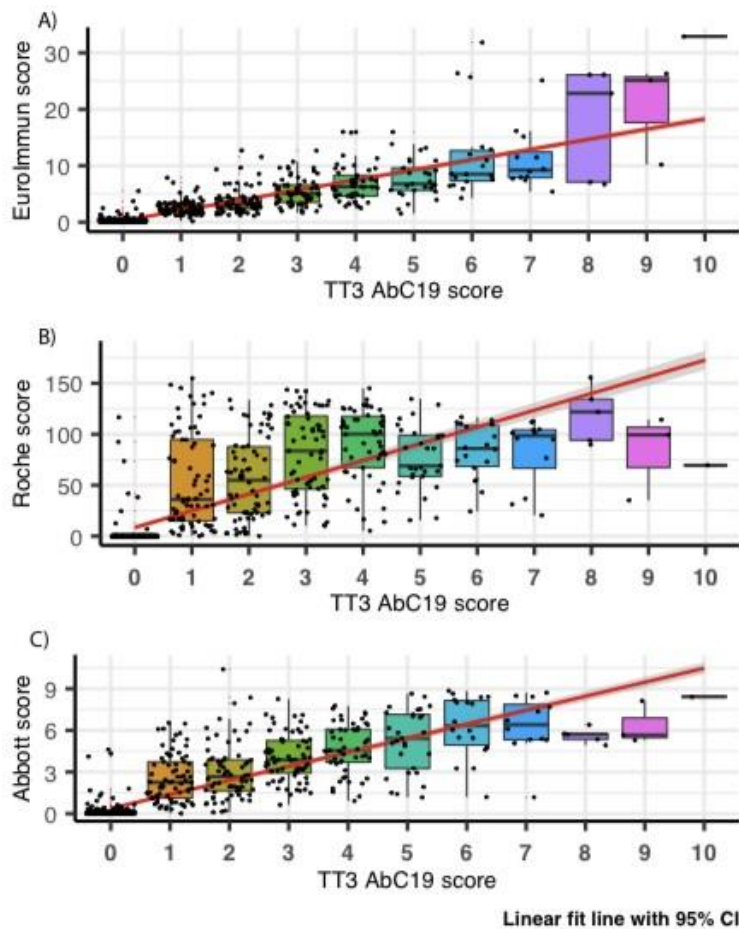 A)
EuroImmun score
30
20
10
0
0 1 2 3 4 5 6 7 8 9 10
TT3 AbC19 score
B)
Roche score
150
100
50
0
0 1 2 3 4 5 6 7 8 9 10
TT3 AbC19 score
C)
Abbott score
9
6
3
0
0 1 2 3 4 5 6 7 8 9 10
TT3 AbC19 score
Linear fit line with 95% CI